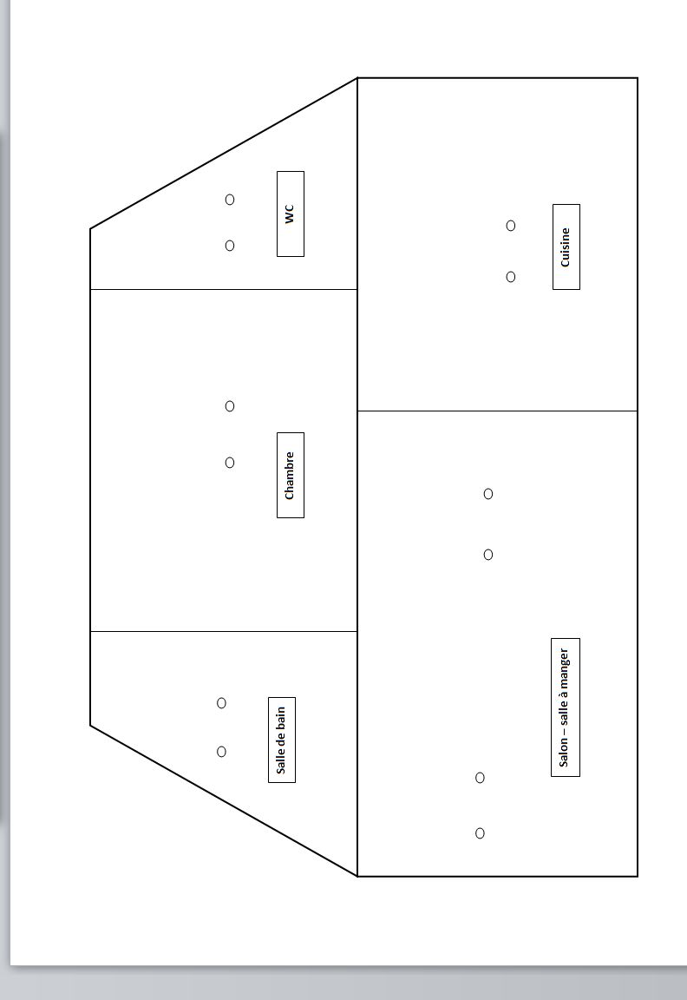 Salle de bain
Chambre
WC
Salon – salle à manger
Cuisine